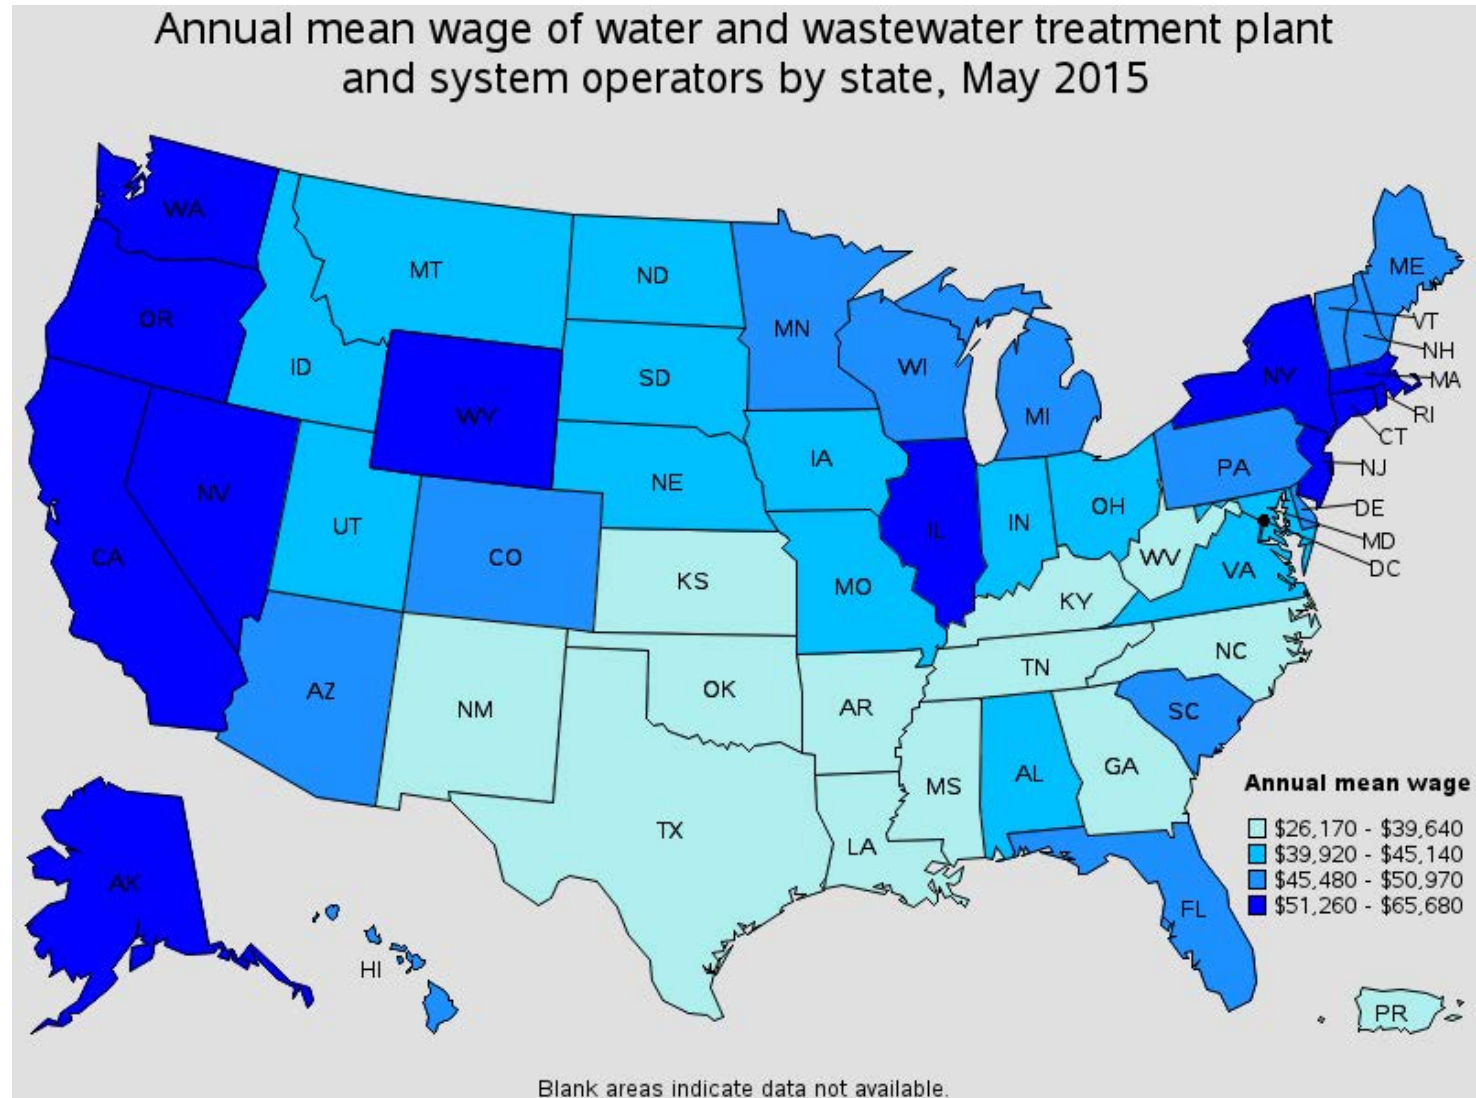 Annual mean wage of water and wastewater treatment plant
and system operators by state, May 2015
WA
MT
ND
OR
ID
MN
ME
VT
NH
WI
SD
NY
MA
WY
MI
RI
CT
IA
PA
NJ
NV
NE
UT
IN
OH
DE
CA
CO
IL
MD
WV
DC
KS
MO
VA
KY
NC
TN
AZ
NM
OK
AR
SC
MS
AL
GA
TX
LA
AK
FL
HI
PR
Annual mean wage
$26,170 - $39,640
$39,920 - $45,140
$45,480 - $50,970
$51,260 - $65,680
Blank areas indicate data not available.